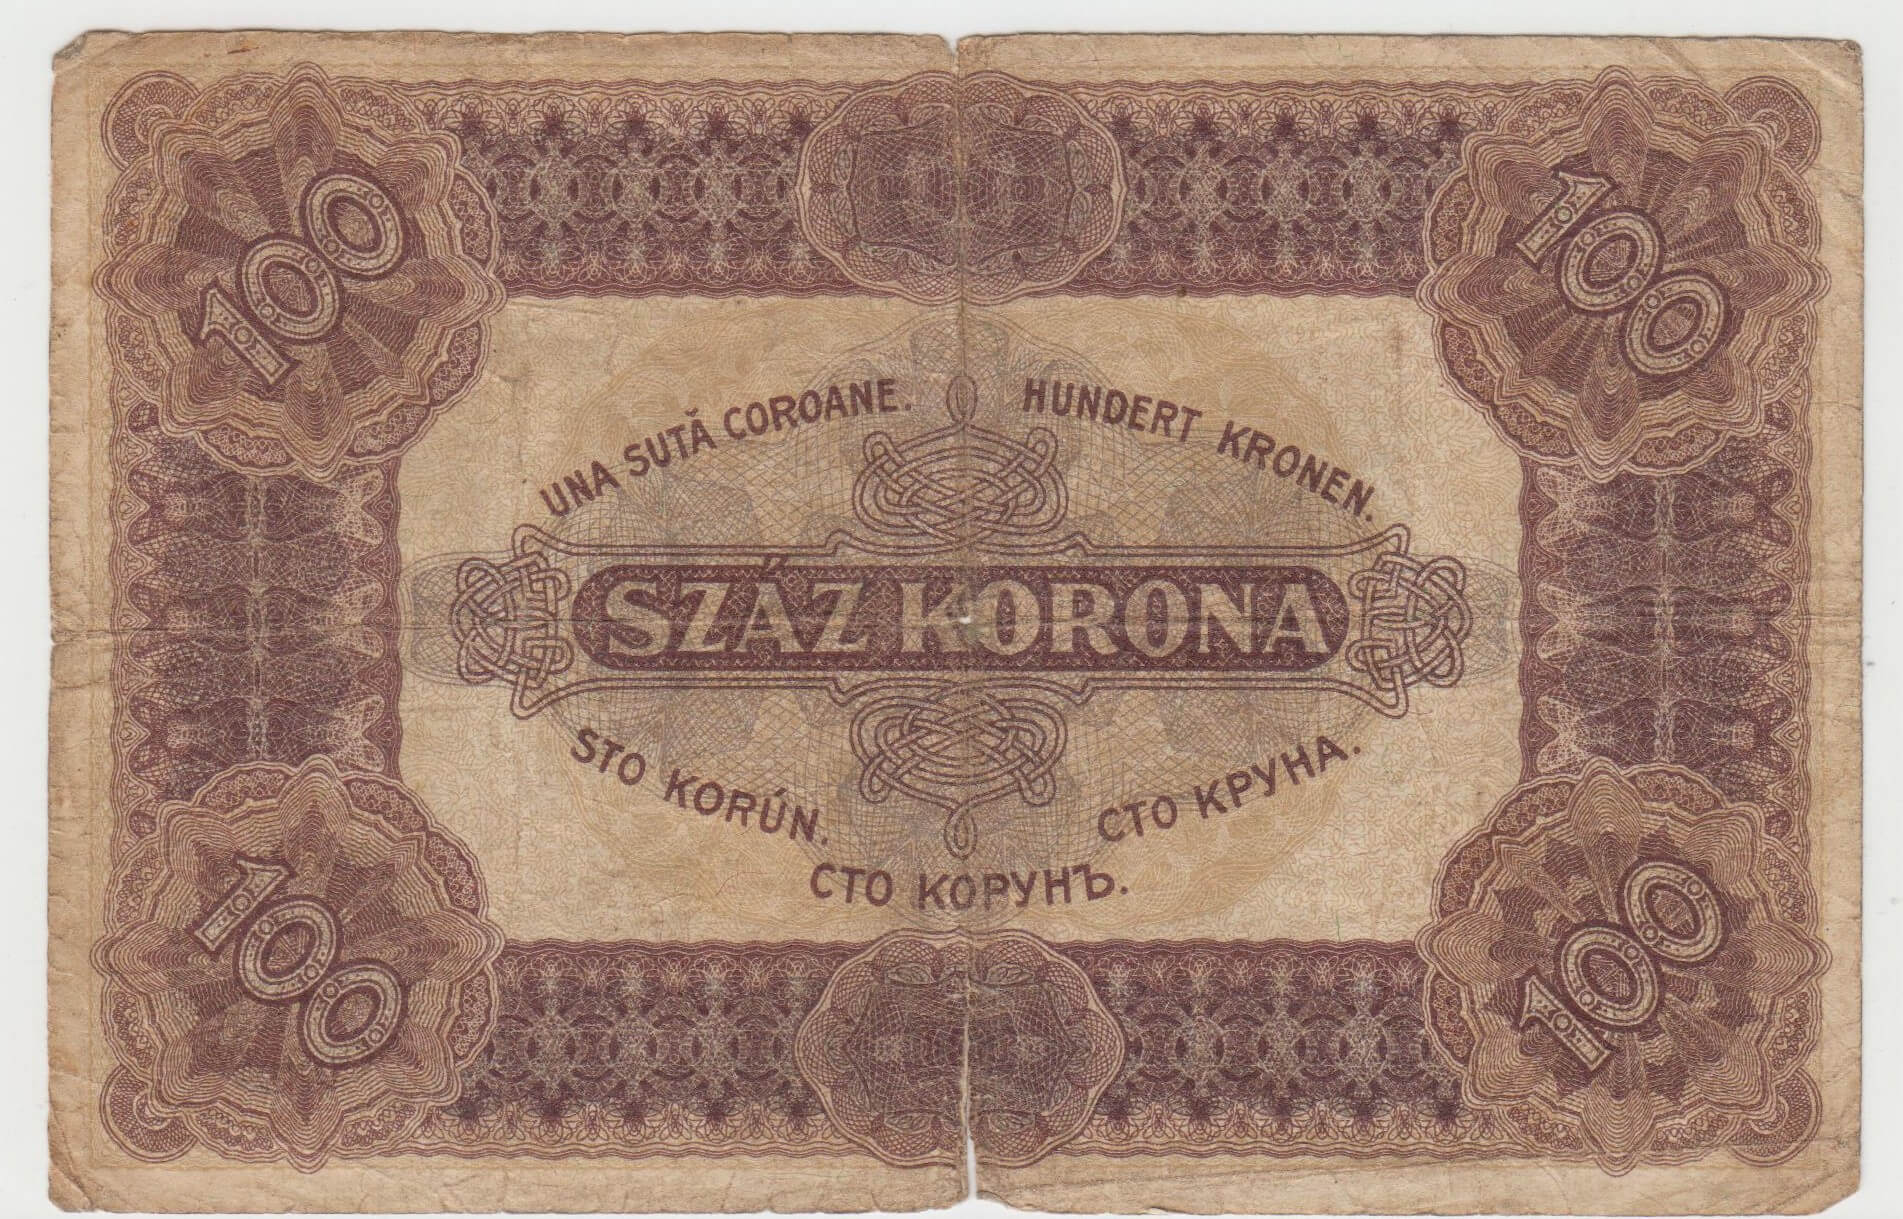 100
100
UNA SUTĂ COROANE.
HUNDERT KRONEN.
SZÁZ KORONA
STO KORÚN.
СТО КРУНА.
СТО КОРУНЪ.
100
100